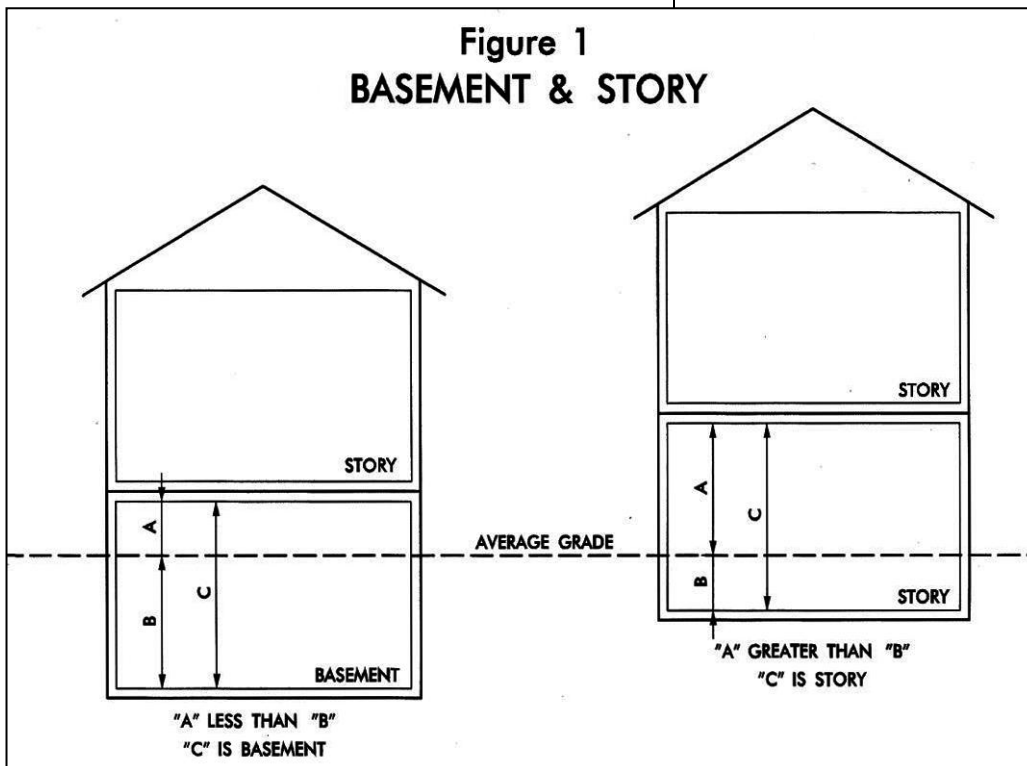 Figure 1
BASEMENT & STORY
STORY
A
B
C
BASEMENT
"A" LESS THAN "B"
"C" IS BASEMENT
AVERAGE GRADE
STORY
A
B
C
STORY
"A" GREATER THAN "B"
"C" IS STORY